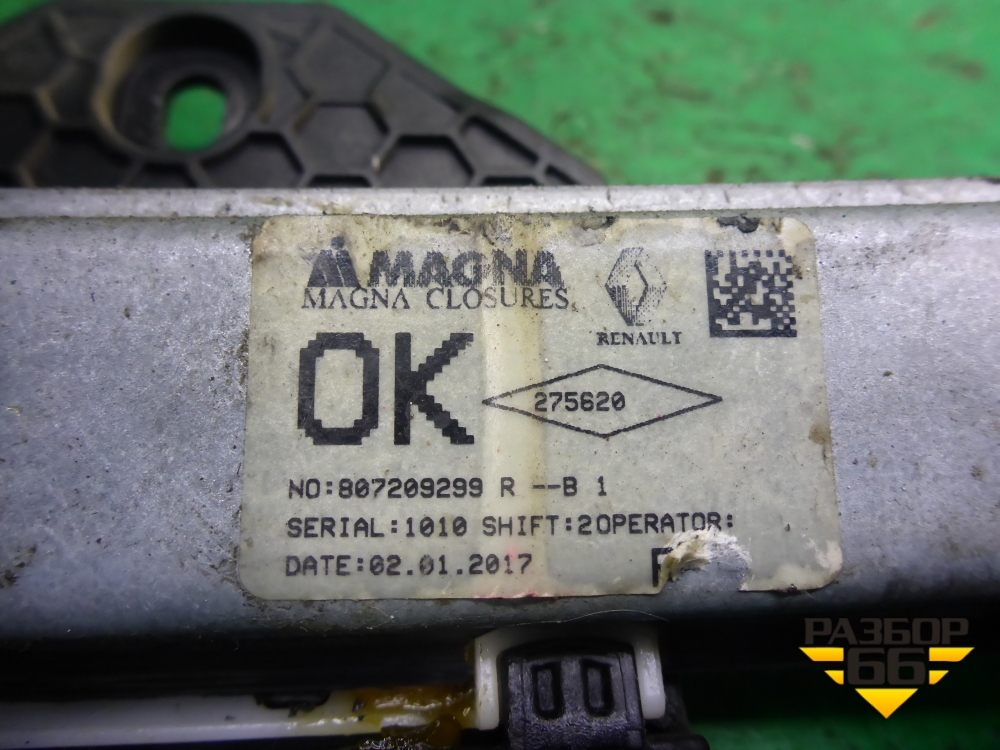 MAGNA
MAGNA CLOSURES
RENAULT
OK
275620
NO:807209299 R --B 1
SERIAL:1010 SHIFT:2OPERATOR:
DATE:02.01.2017
РАЗБОР
66